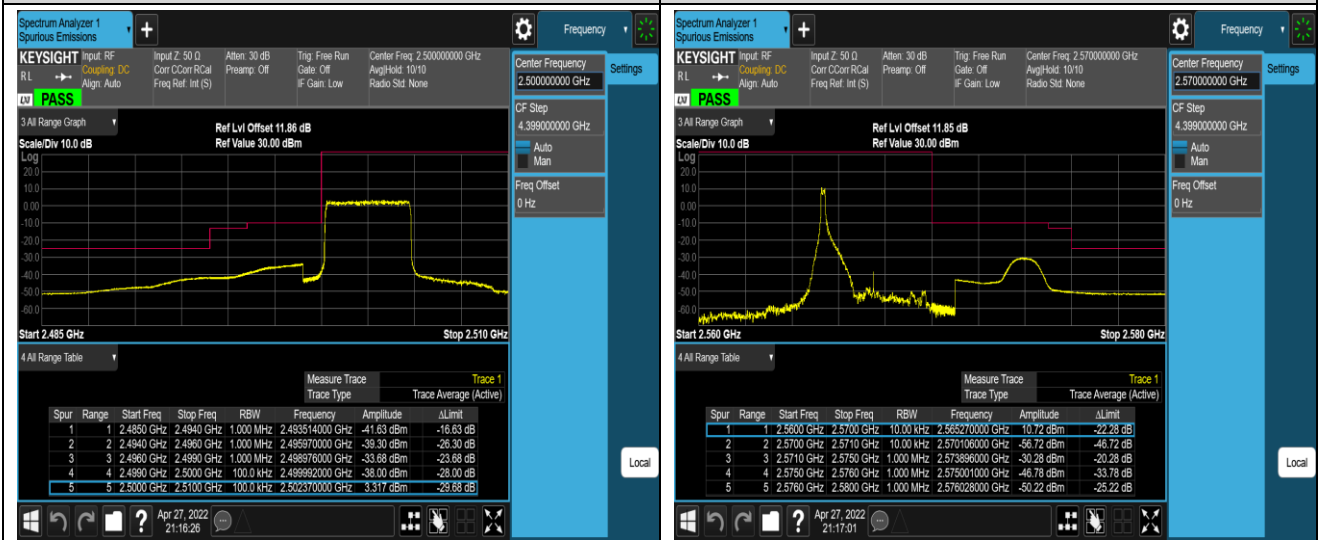 Spectrum Analyzer 1
Spurious Emissions
+
Frequency
KEYSIGHT
Input: RF
Input Z: 50 Ω
Atten: 30 dB
Trig: Free Run
Center Freq: 2.500000000 GHz
RL
Coupling: DC
Corr CCorr RCal
Preamp: Off
Gate: Off
Avg|Hold: 10/10
Align: Auto
Freq Ref: Int (S)
IF Gain: Low
Radio Std: None
LXI
PASS
Center Frequency
2.500000000 GHz
Settings
CF Step
4.399000000 GHz
Auto
Man
Freq Offset
0 Hz
3 All Range Graph
Ref Lvl Offset 11.86 dB
Scale/Div 10.0 dB
Ref Value 30.00 dBm
Log
20.0
10.0
0.00
-10.0
-20.0
-30.0
-40.0
-50.0
-60.0
Start 2.485 GHz
Stop 2.510 GHz
4 All Range Table
Measure Trace Trace 1
Trace Type Trace Average (Active)
Spur Range Start Freq Stop Freq RBW Frequency Amplitude ΔLimit
1 1 2.4850 GHz 2.4940 GHz 1.000 MHz 2.493514000 GHz -41.63 dBm -16.63 dB
2 2 2.4940 GHz 2.4960 GHz 1.000 MHz 2.495970000 GHz -39.30 dBm -26.30 dB
3 3 2.4960 GHz 2.4990 GHz 1.000 MHz 2.498976000 GHz -33.68 dBm -23.68 dB
4 4 2.4990 GHz 2.5000 GHz 100.0 kHz 2.499992000 GHz -38.00 dBm -28.00 dB
5 5 2.5000 GHz 2.5100 GHz 100.0 kHz 2.502370000 GHz 3.317 dBm -29.68 dB
Local
?
Apr 27, 2022
21:16:26
Spectrum Analyzer 1
Spurious Emissions
+
Frequency
KEYSIGHT
Input: RF
Input Z: 50 Ω
Atten: 30 dB
Trig: Free Run
Center Freq: 2.570000000 GHz
RL
Coupling: DC
Corr CCorr RCal
Preamp: Off
Gate: Off
Avg|Hold: 10/10
Align: Auto
Freq Ref: Int (S)
IF Gain: Low
Radio Std: None
LXI
PASS
Center Frequency
2.570000000 GHz
Settings
CF Step
4.399000000 GHz
Auto
Man
Freq Offset
0 Hz
3 All Range Graph
Ref Lvl Offset 11.85 dB
Scale/Div 10.0 dB
Ref Value 30.00 dBm
Log
20.0
10.0
0.00
-10.0
-20.0
-30.0
-40.0
-50.0
-60.0
Start 2.560 GHz
Stop 2.580 GHz
4 All Range Table
Measure Trace Trace 1
Trace Type Trace Average (Active)
Spur Range Start Freq Stop Freq RBW Frequency Amplitude ΔLimit
1 1 2.5600 GHz 2.5700 GHz 10.00 kHz 2.565270000 GHz 10.72 dBm -22.28 dB
2 2 2.5700 GHz 2.5710 GHz 10.00 kHz 2.570106000 GHz -56.72 dBm -46.72 dB
3 3 2.5710 GHz 2.5750 GHz 1.000 MHz 2.573896000 GHz -30.28 dBm -20.28 dB
4 4 2.5750 GHz 2.5760 GHz 1.000 MHz 2.575001000 GHz -46.78 dBm -33.78 dB
5 5 2.5760 GHz 2.5800 GHz 1.000 MHz 2.576028000 GHz -50.22 dBm -25.22 dB
Local
?
Apr 27, 2022
21:17:01